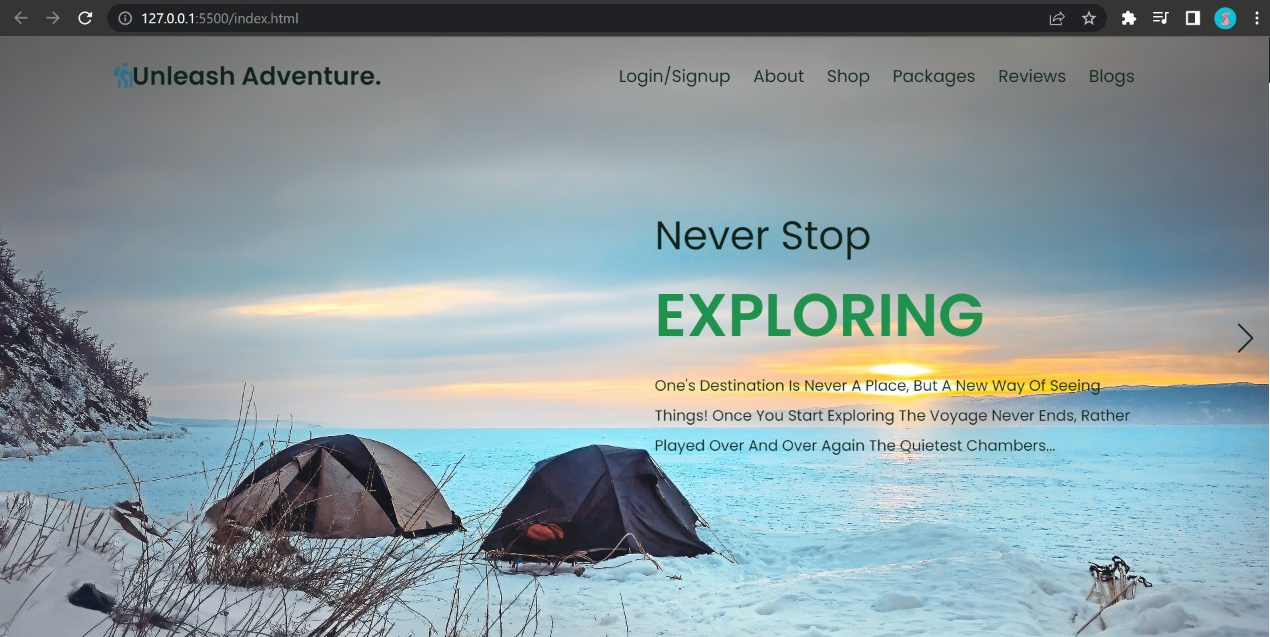 127.0.0.1:5500/index.html
Unleash Adventure.
Login/Signup About Shop Packages Reviews Blogs
Never Stop
EXPLORING
One's Destination Is Never A Place, But A New Way Of Seeing
Things! Once You Start Exploring The Voyage Never Ends, Rather
Played Over And Over Again The Quietest Chambers...